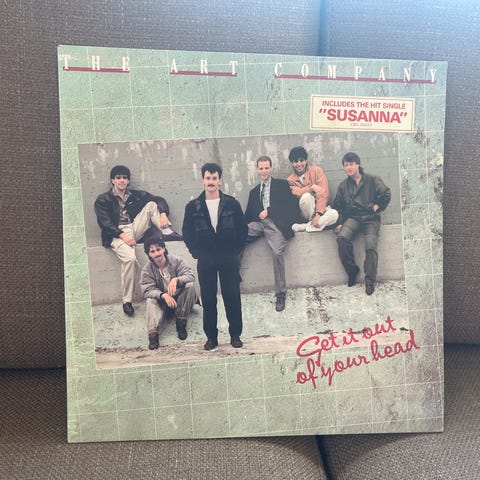 THE ART COMPANY
INCLUDES THE HIT SINGLE
"SUSANNA"
Get it out
of your head